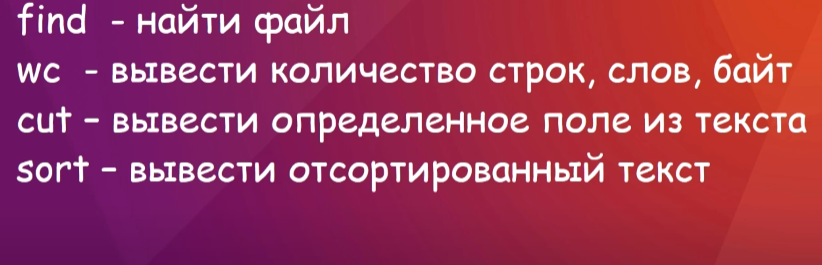 find - найти файл
wc - вывести количество строк, слов, байт
cut – вывести определенное поле из текста
sort – вывести отсортированный текст